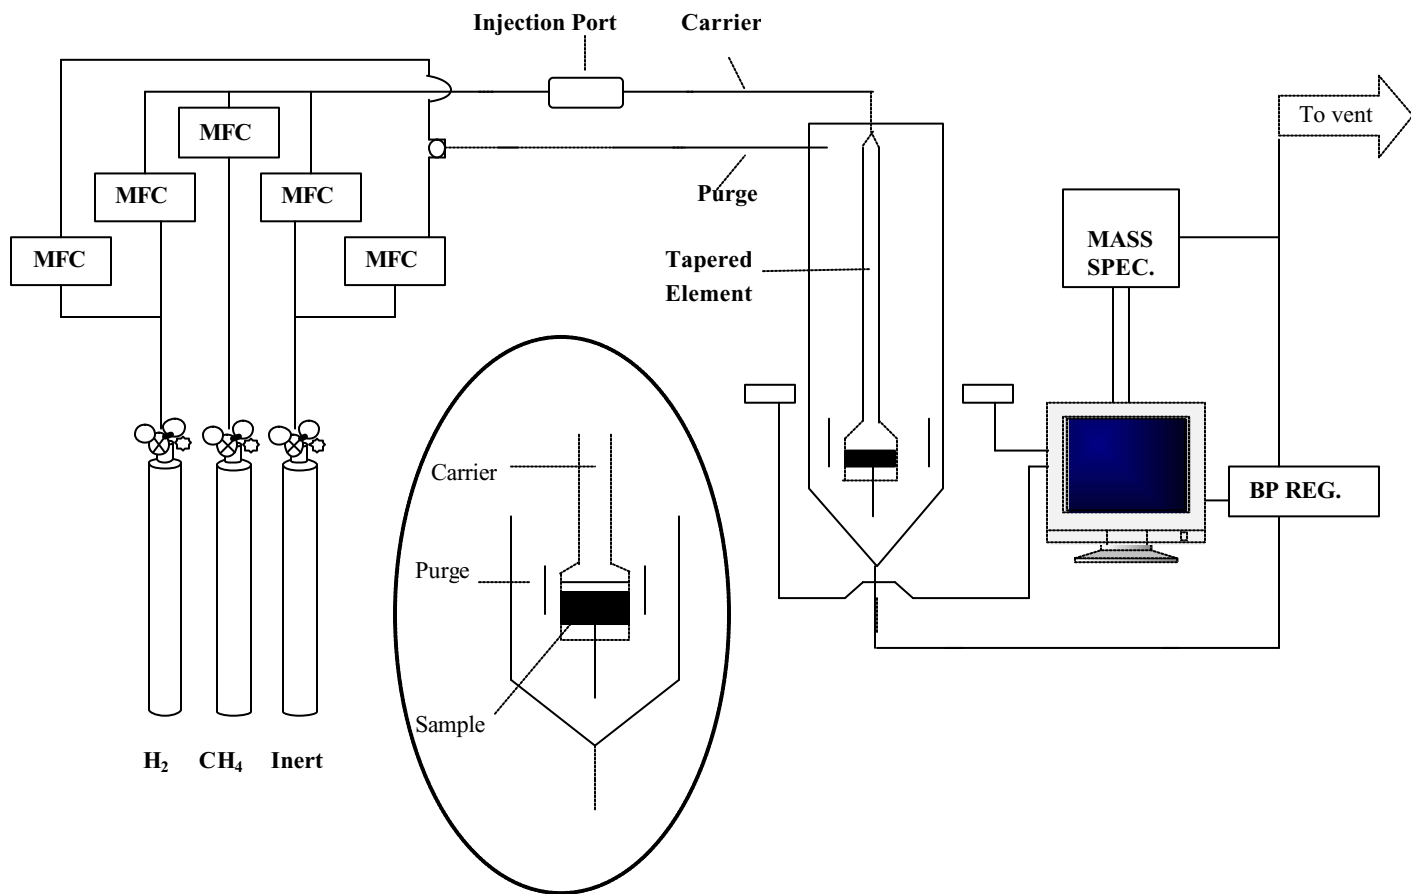 Injection Port
Carrier
To vent
MFC
MFC
MFC
Purge
MFC
MFC
MASS
SPEC.
Tapered
Element
Carrier
BP REG.
Purge
Sample
H₂
CH₄
Inert